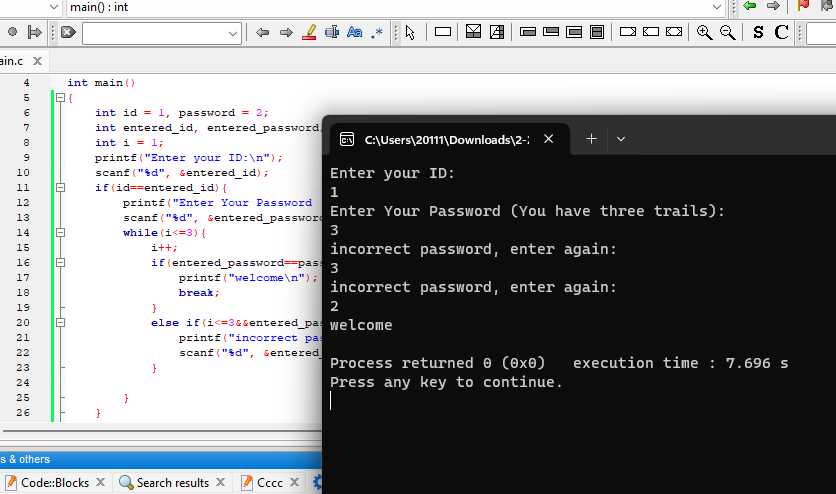 main() : int
S C
ain.c X
4 int main()
5 {
6 int id = 1, password = 2;
7 int entered_id, entered_password
8 int i = 1;
9 printf("Enter your ID:\n");
10 scanf("%d", &entered_id);
11 if(id==entered_id){
12 printf("Enter Your Password
13 scanf("%d", &entered_password
14 while(i<=3){
15 i++;
16 if(entered_password==pas
17 printf("welcome\n");
18 break;
19 }
20 else if(i<=3&&entered_pa
21 printf("incorrect pa
22 scanf("%d", &entered_
23 }
24
25 }
26 }
C:\Users\20111\Downloads\2-2
Enter your ID:
1
Enter Your Password (You have three trails):
3
incorrect password, enter again:
3
incorrect password, enter again:
2
welcome
Process returned 0 (0x0) execution time : 7.696 s
Press any key to continue.
s & others
Code::Blocks X Search results X Cccc X